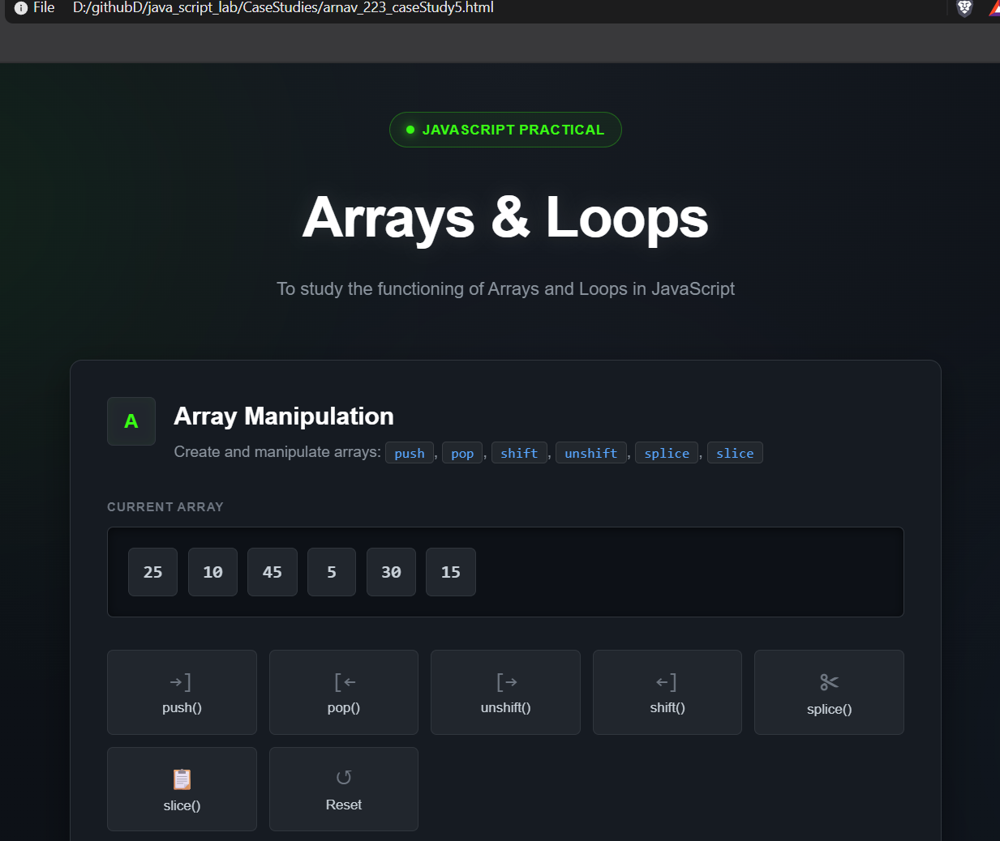 File D:/githubD/java_script_lab/CaseStudies/arnav_223_caseStudy5.html
JAVASCRIPT PRACTICAL
Arrays & Loops
To study the functioning of Arrays and Loops in JavaScript
A
Array Manipulation
Create and manipulate arrays: push, pop, shift, unshift, splice, slice
CURRENT ARRAY
25 10 45 5 30 15
→] [← [→ ←]
push() pop() unshift() shift() splice()
slice() Reset